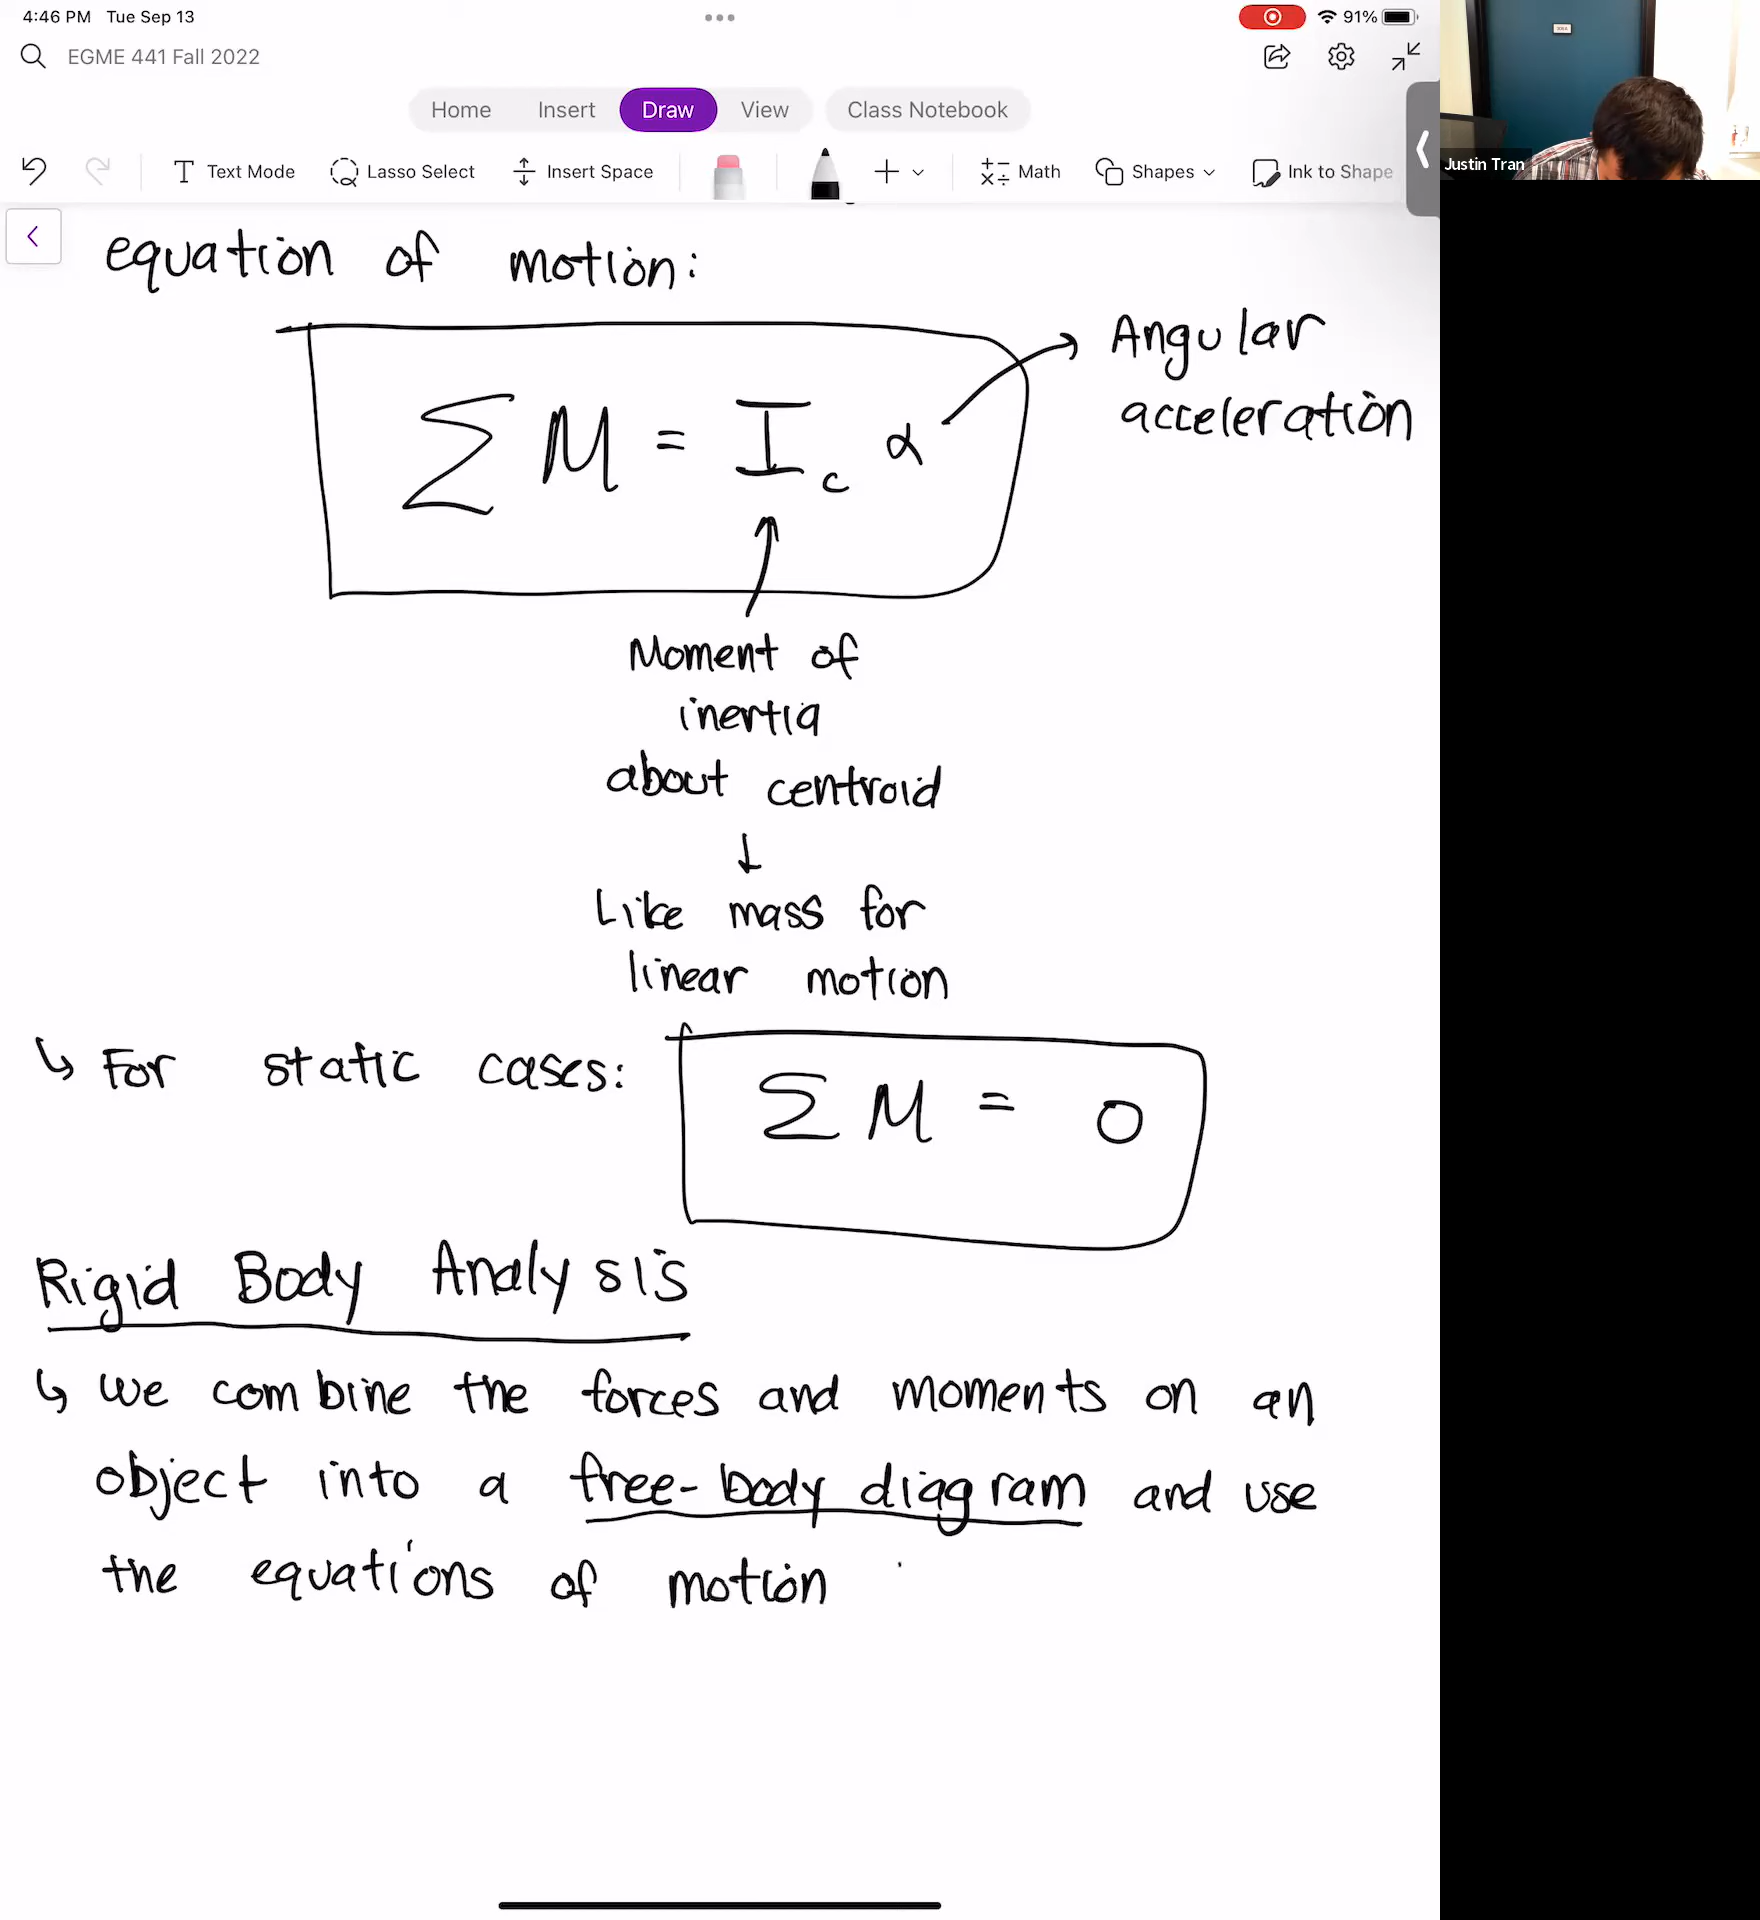 4:46 PM Tue Sep 13
91%
EGME 441 Fall 2022
Home Insert Draw View Class Notebook
Text Mode Lasso Select Insert Space Math Shapes Ink to Shape
Justin Tran
equation of motion:
Angular
acceleration
∑ M = I_c α
Moment of
inertia
about centroid
↓
Like mass for
linear motion
↳ For static cases: ∑ M = 0
Rigid Body Analysis
↳ we combine the forces and moments on an
object into a free-body diagram and use
the equations of motion